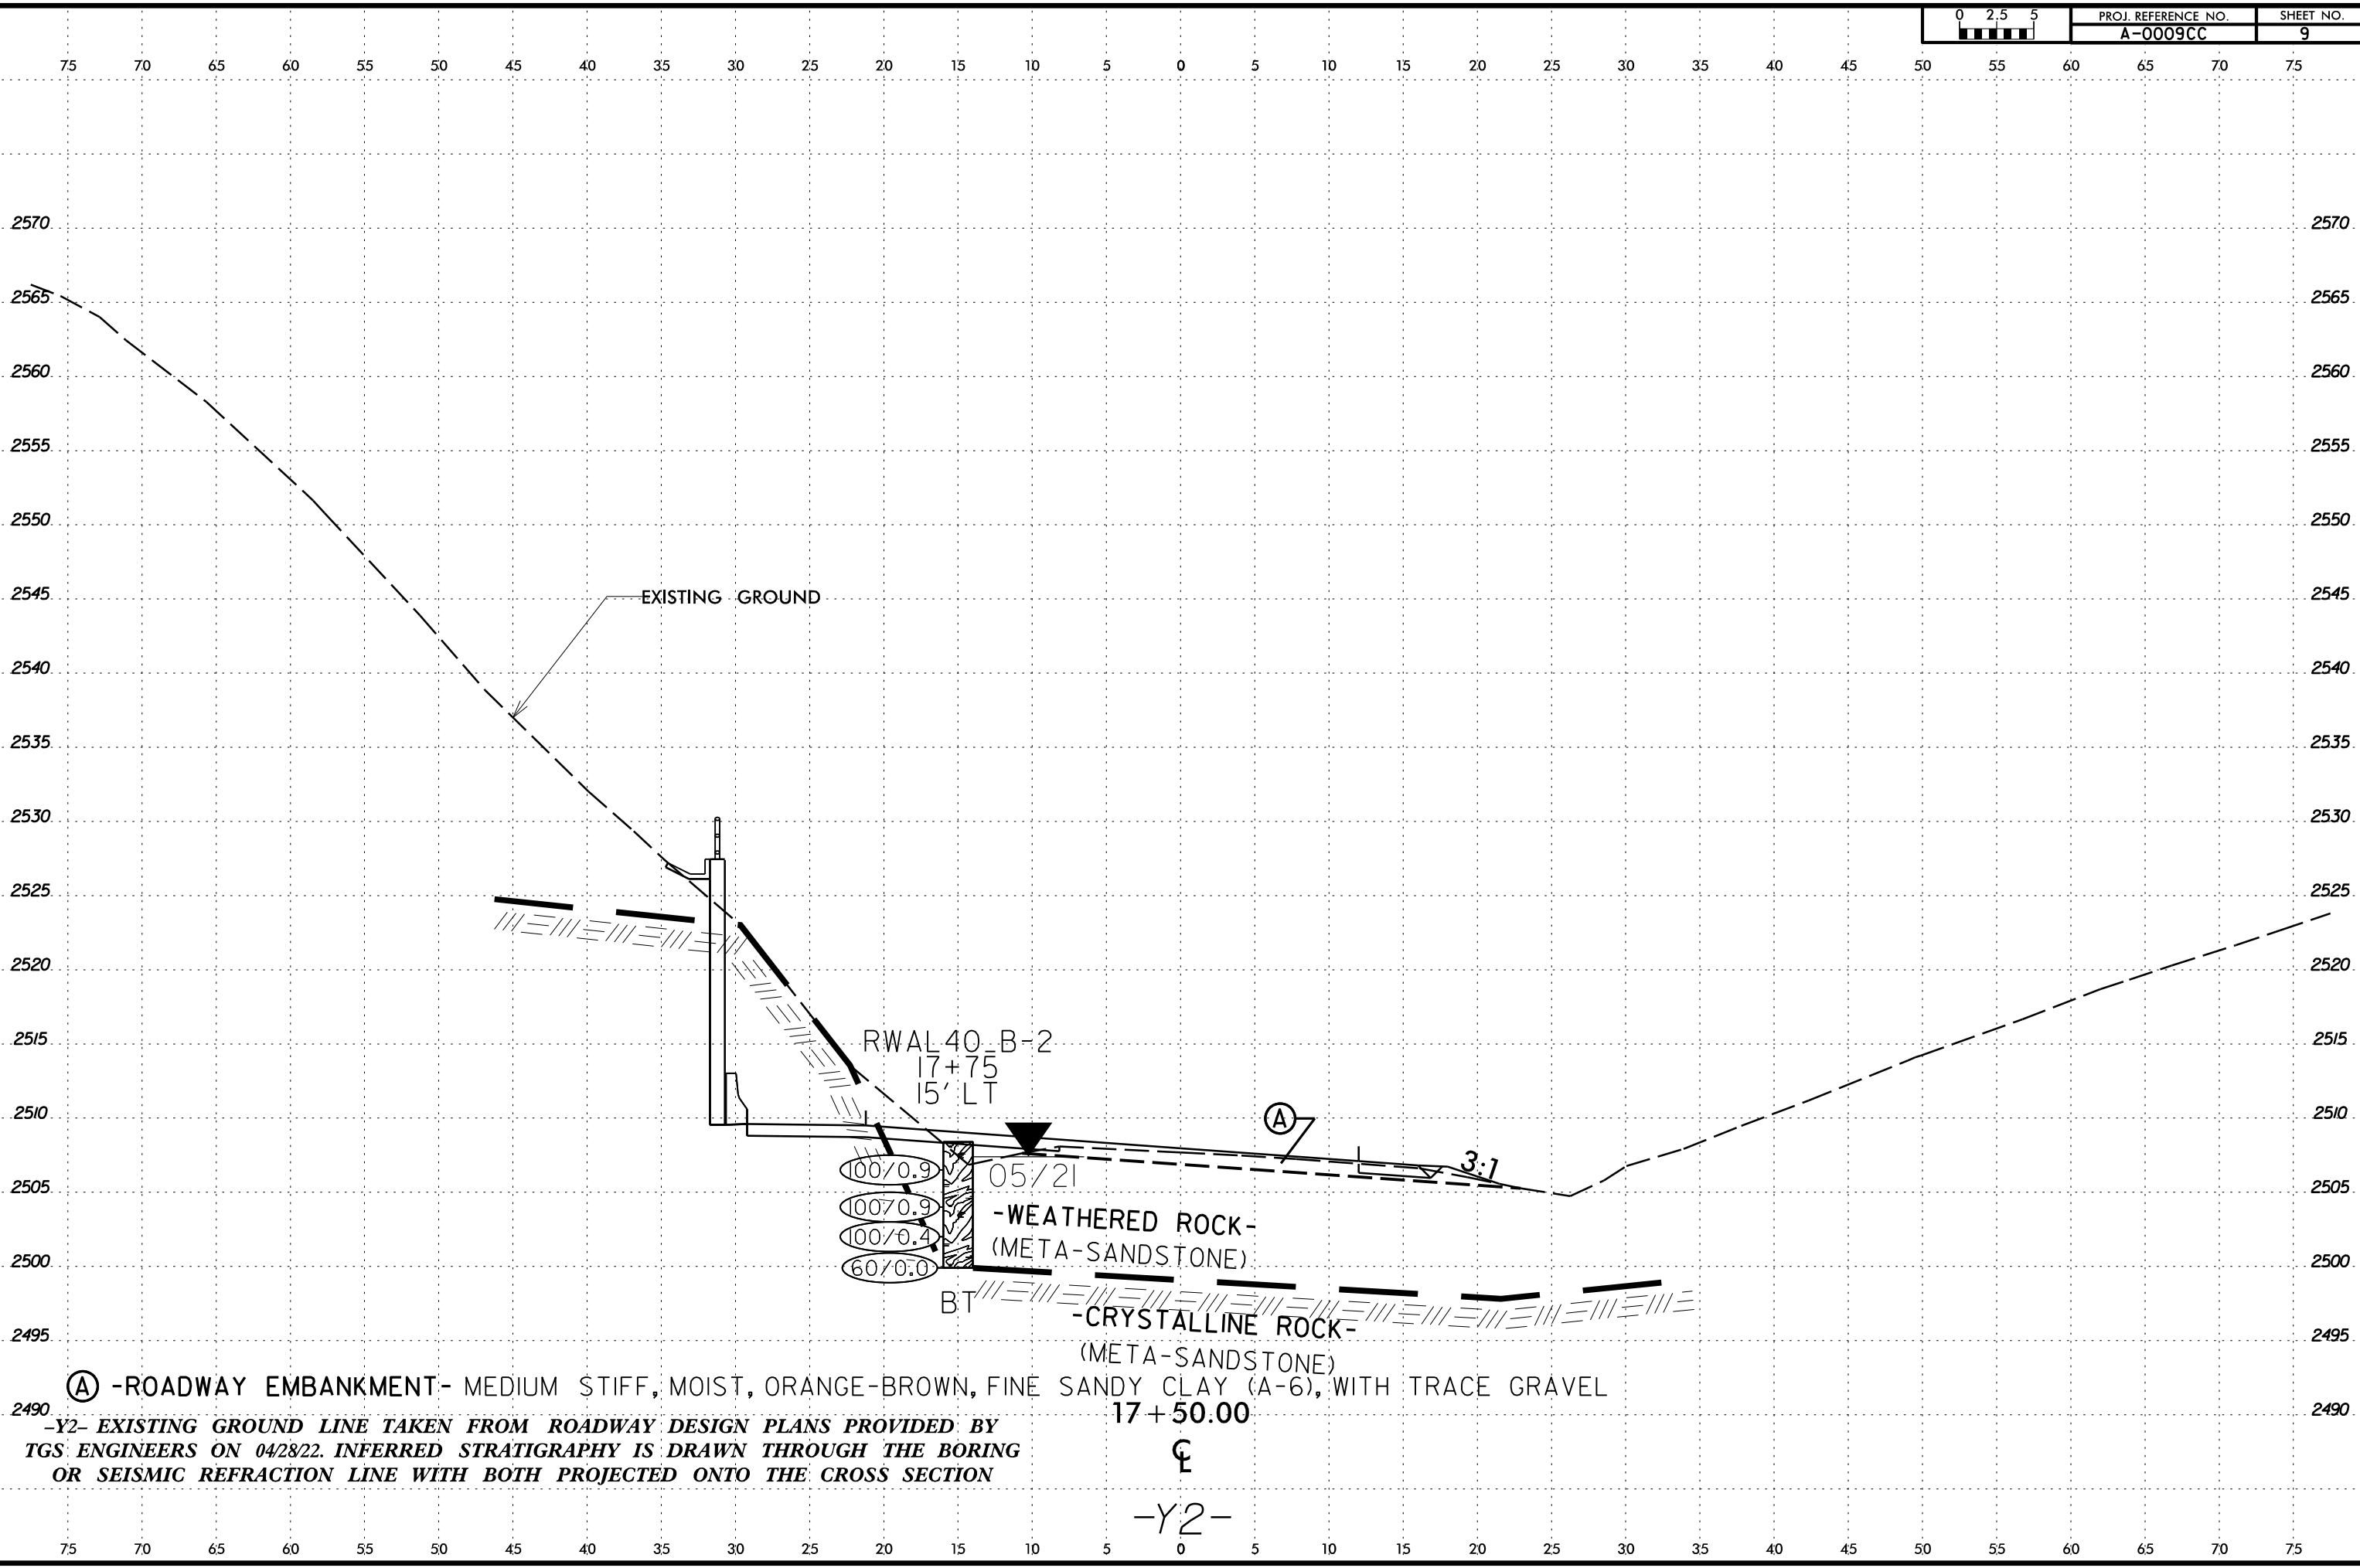 0 2.5 5
PROJ. REFERENCE NO. SHEET NO.
A-0009CC 9
75 70 65 60 55 50 45 40 35 30 25 20 15 10 5 0 5 10 15 20 25 30 35 40 45 50 55 60 65 70 75
2570 2570
2565 2565
2560 2560
2555 2555
2550 2550
2545 2545
EXISTING GROUND
2540 2540
2535 2535
2530 2530
2525 2525
2520 2520
2515 2515
RWAL40_B-2
17+75
15' LT
2510 2510
A
3:1
100/0.9
05/21
2505 2505
100/0.9
-WEATHERED ROCK-
100/0.4
(META-SANDSTONE)
2500 2500
60/0.0
BT
-CRYSTALLINE ROCK-
2495 2495
(META-SANDSTONE)
A -ROADWAY EMBANKMENT- MEDIUM STIFF, MOIST, ORANGE-BROWN, FINE SANDY CLAY (A-6), WITH TRACE GRAVEL
2490 2490
17+50.00
-Y2- EXISTING GROUND LINE TAKEN FROM ROADWAY DESIGN PLANS PROVIDED BY
TGS ENGINEERS ON 04/28/22. INFERRED STRATIGRAPHY IS DRAWN THROUGH THE BORING
OR SEISMIC REFRACTION LINE WITH BOTH PROJECTED ONTO THE CROSS SECTION
℄
-Y2-
75 70 65 60 55 50 45 40 35 30 25 20 15 10 5 0 5 10 15 20 25 30 35 40 45 50 55 60 65 70 75